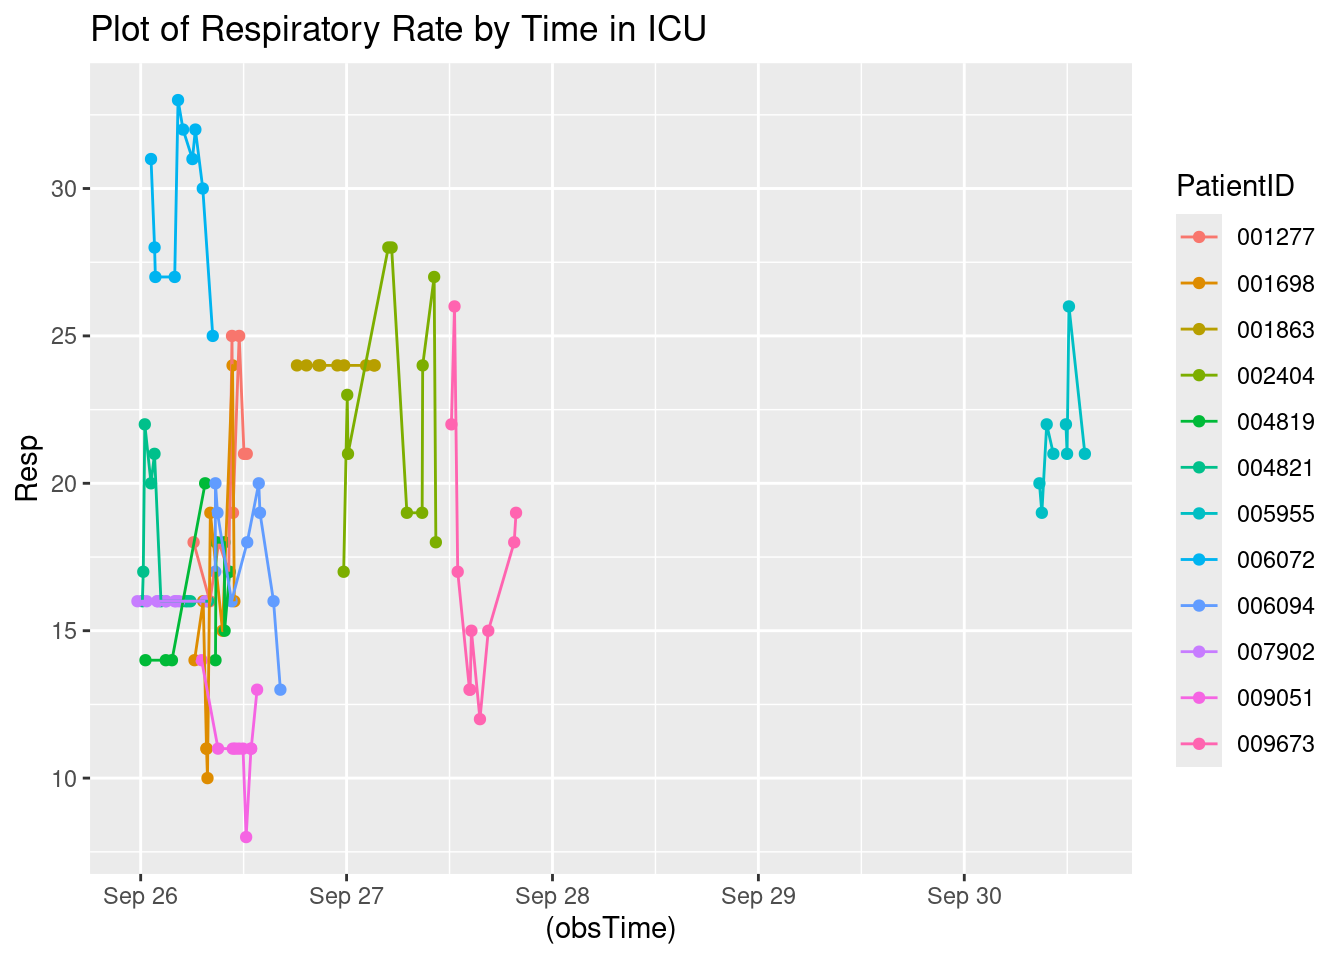 Plot of Respiratory Rate by Time in ICU
Resp
30
25
20
15
10
Sep 26
Sep 27
Sep 28
Sep 29
Sep 30
(obsTime)
PatientID
001277
001698
001863
002404
004819
004821
005955
006072
006094
007902
009051
009673